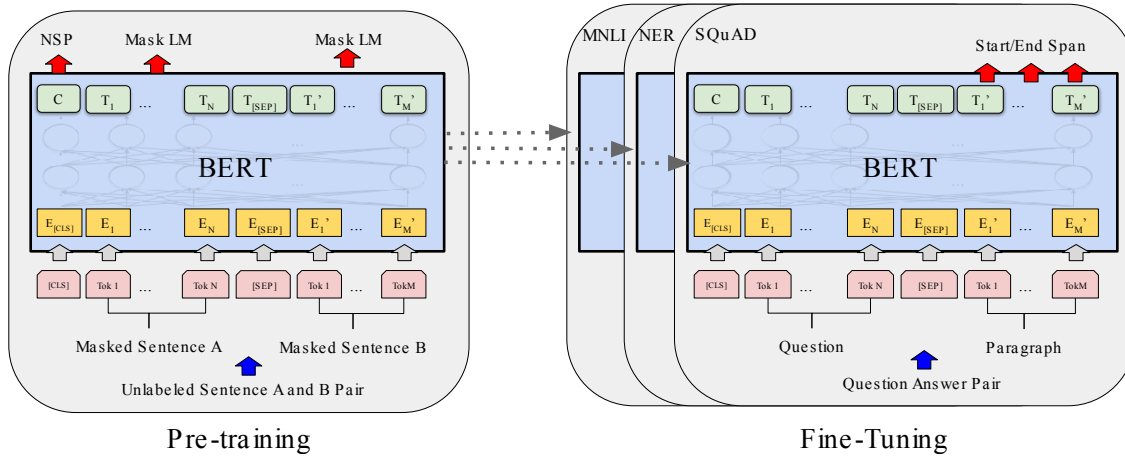 NSP Mask LM Mask LM
C T1 ... TN T[SEP] T1' ... TM'
...
BERT
...
E[CLS] E1 ... EN E[SEP] E1' ... EM'
[CLS] Tok 1 ... Tok N [SEP] Tok 1 ... TokM
Masked Sentence A Masked Sentence B
Unlabeled Sentence A and B Pair
Pre-training
MNLI NER SQuAD
Start/End Span
C T1 ... TN T[SEP] T1' ... TM'
...
BERT
...
E[CLS] E1 ... EN E[SEP] E1' ... EM'
[CLS] Tok 1 ... Tok N [SEP] Tok 1 ... TokM
Question Paragraph
Question Answer Pair
Fine-Tuning